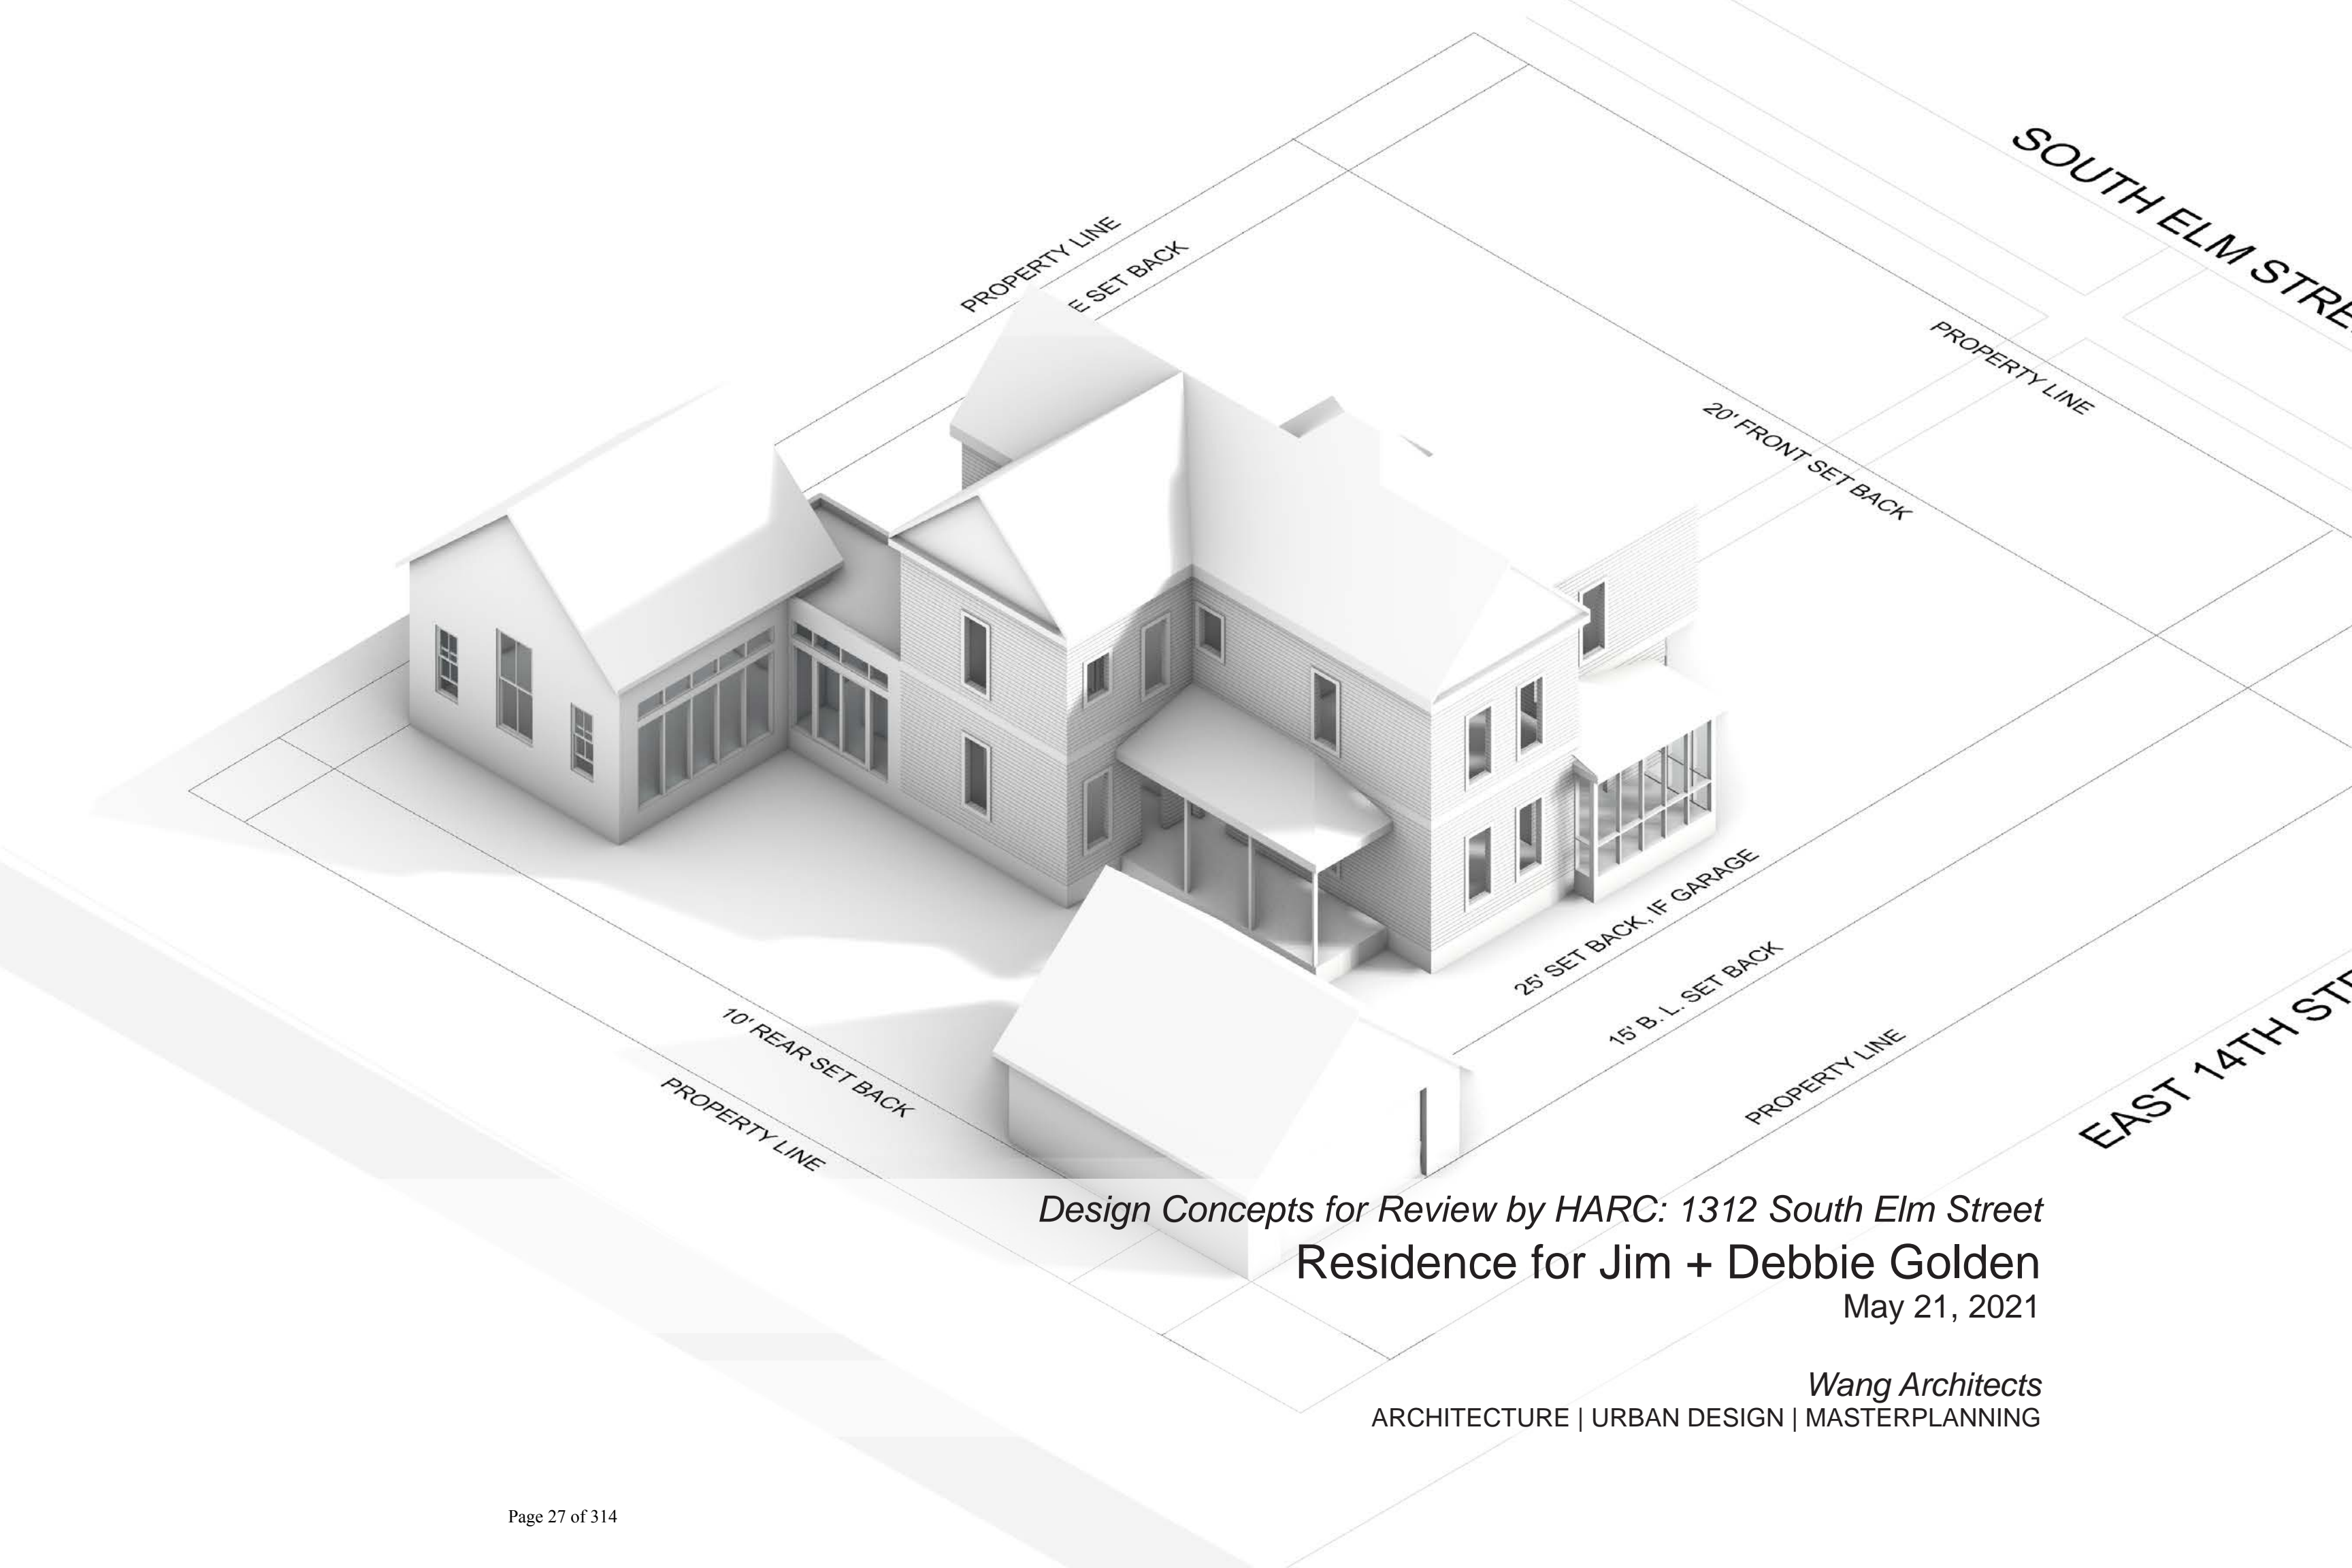 SOUTH ELM
PROPERTY LINE
SET BACK
PROPERTY LINE
20' FRONT SET BACK
25' SET BACK, IF GARAGE
15' B. L. SET BACK
PROPERTY LINE
EAST 14TH
10' REAR SET BACK
PROPERTY LINE
Design Concepts for Review by HARC: 1312 South Elm Street
Residence for Jim + Debbie Golden
May 21, 2021
Wang Architects
ARCHITECTURE | URBAN DESIGN | MASTERPLANNING
Page 27 of 314